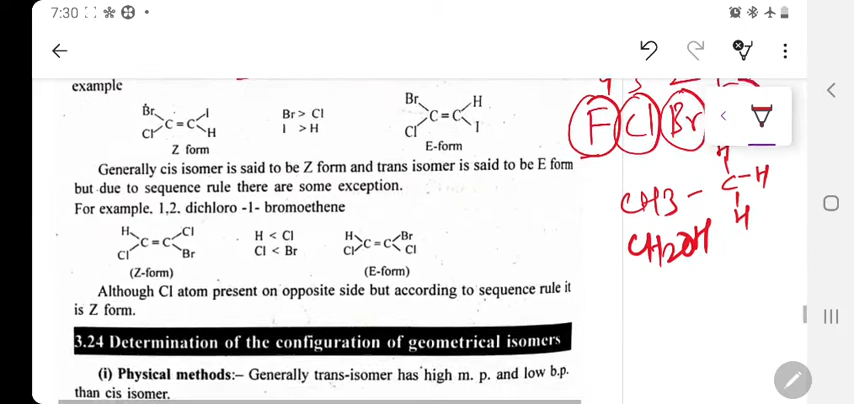 7:30
example
Br Cl C = C I H Br > Cl I > H Br Cl C = C H I
Z form E-form
Generally cis isomer is said to be Z form and trans isomer is said to be E form
but due to sequence rule there are some exception.
For example. 1,2. dichloro -1- bromoethene
H Cl C = C Cl Br H < Cl Cl < Br H Cl C = C Br Cl
(Z-form) (E-form)
Although Cl atom present on opposite side but according to sequence rule it
is Z form.
3.24 Determination of the configuration of geometrical isomers
(i) Physical methods:– Generally trans-isomer has high m. p. and low b.p.
than cis isomer.
F Cl Br
H
CH3 - C - H
H
CH2OH